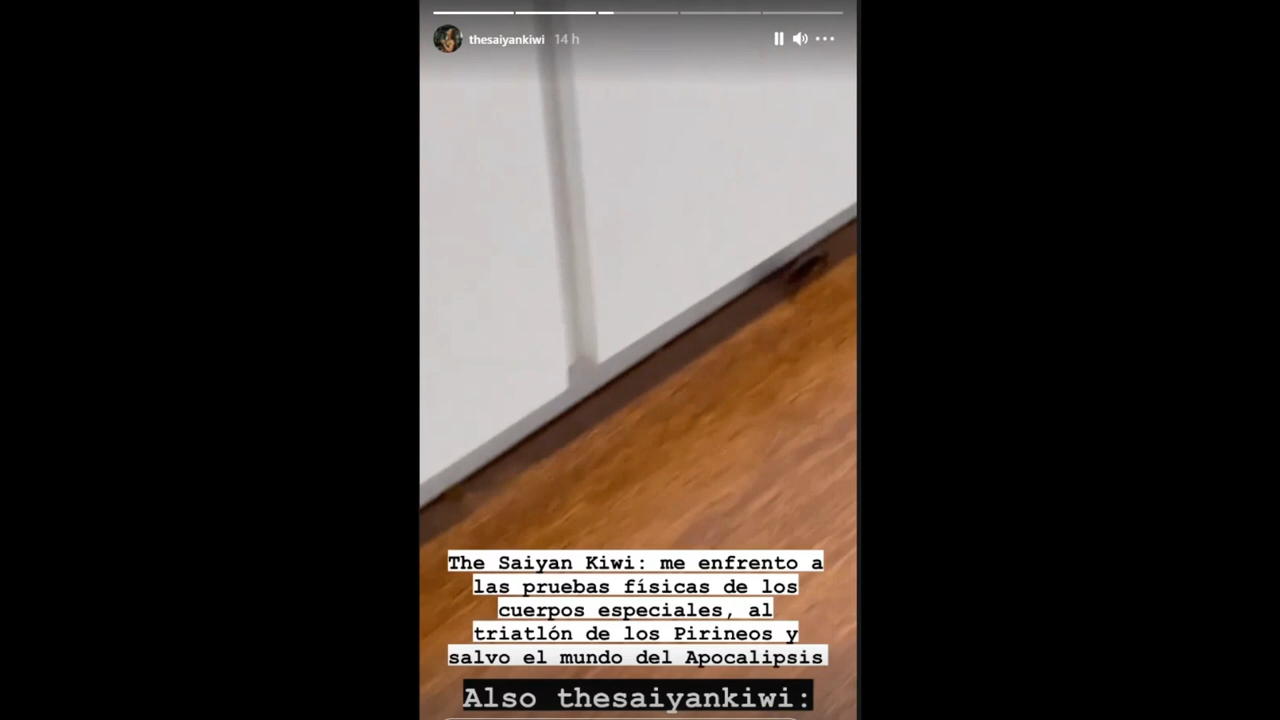 thesaiyankiwi 14 h
The Saiyan Kiwi: me enfrento a
las pruebas físicas de los
cuerpos especiales, al
triatlón de los Pirineos y
salvo el mundo del Apocalipsis
Also thesaiyankiwi: